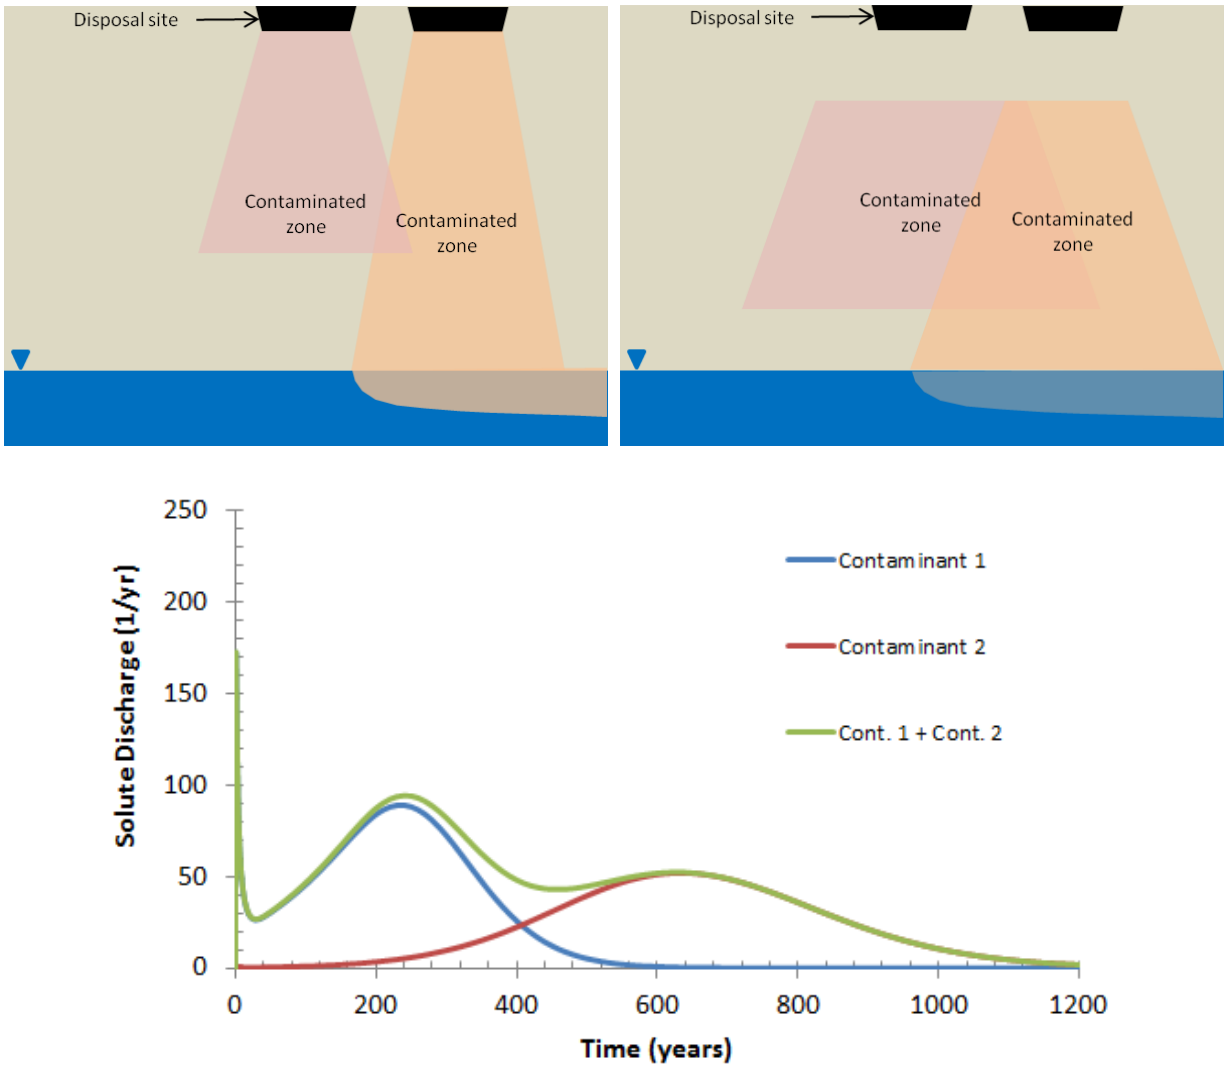 Disposal site
Contaminated
zone
Contaminated
zone
Disposal site
Contaminated
zone
Contaminated
zone
Solute Discharge (1/yr)
250
200
150
100
50
0
0 200 400 600 800 1000 1200
Time (years)
Contaminant 1
Contaminant 2
Cont. 1 + Cont. 2